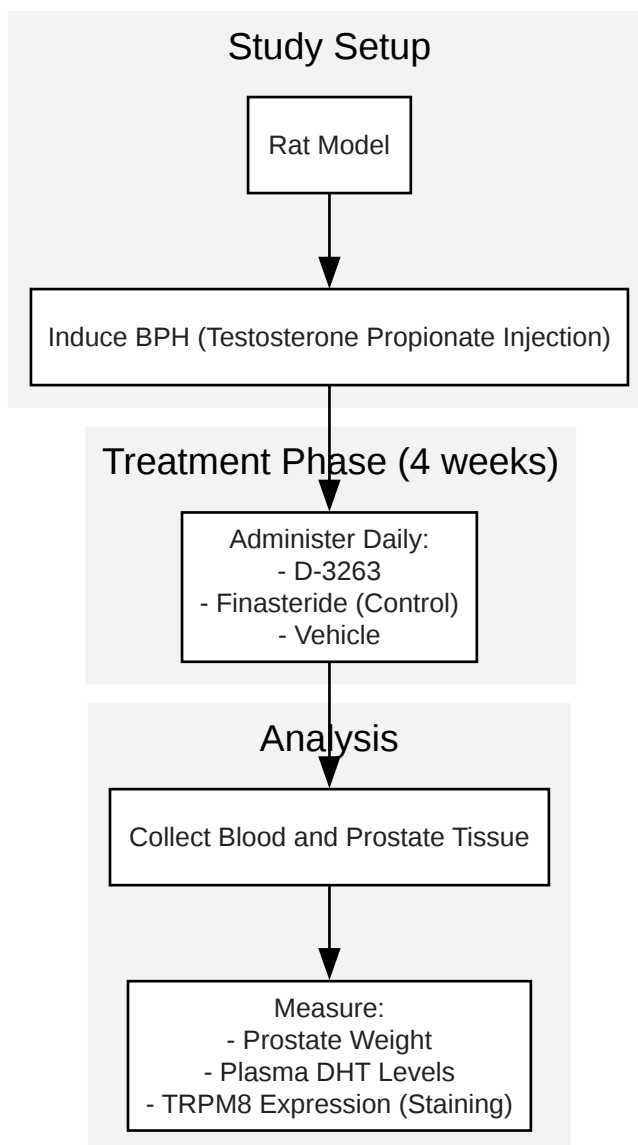 Study Setup
Rat Model
Induce BPH (Testosterone Propionate Injection)
Treatment Phase (4 weeks)
Administer Daily:
- D-3263
- Finasteride (Control)
- Vehicle
Analysis
Collect Blood and Prostate Tissue
Measure:
- Prostate Weight
- Plasma DHT Levels
- TRPM8 Expression (Staining)